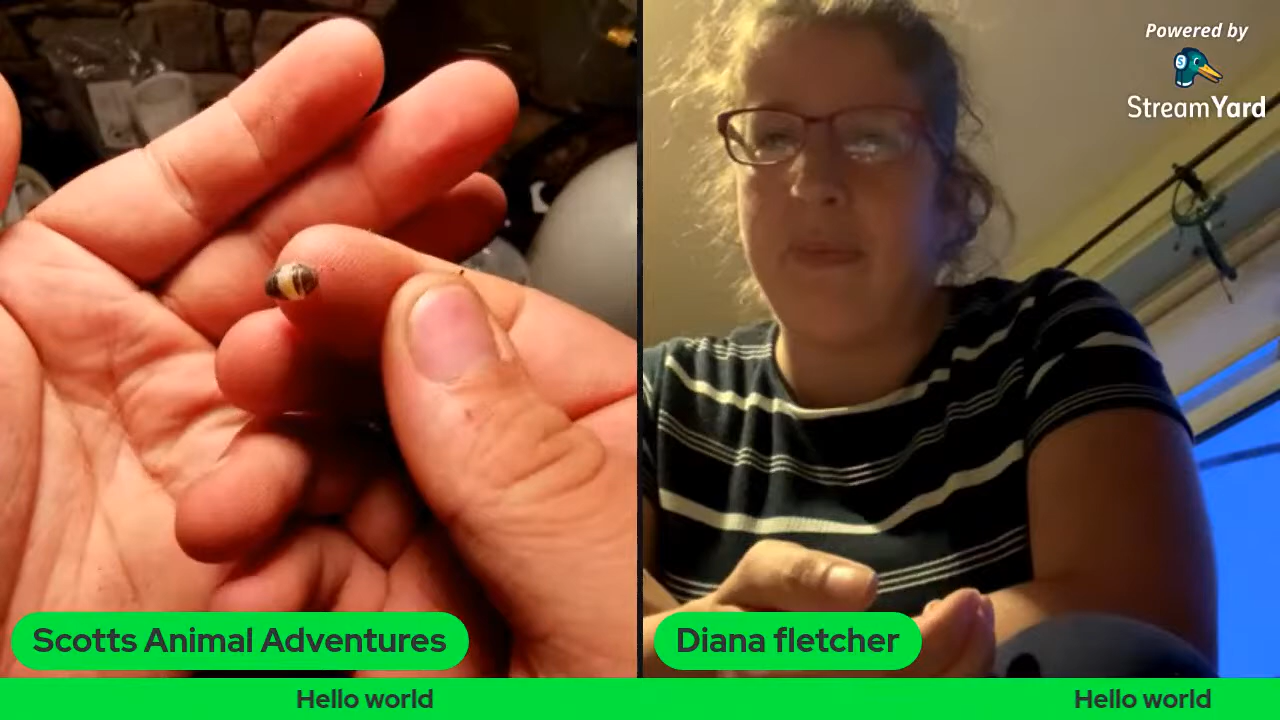 Powered by
StreamYard
Scotts Animal Adventures
Diana fletcher
Hello world
Hello world